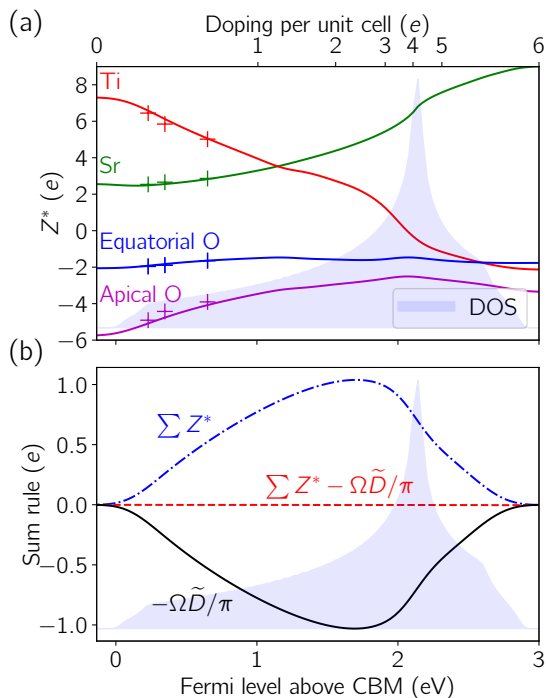 (a)
Doping per unit cell (e)
0 1 2 3 4 5 6
8
6
4
2
0
−2
−4
−6
Z* (e)
Ti
Sr
Equatorial O
Apical O
DOS
(b)
1.0
0.5
0.0
−0.5
−1.0
Sum rule (e)
∑ Z*
∑ Z* − ΩD̃/π
−ΩD̃/π
0 1 2 3
Fermi level above CBM (eV)